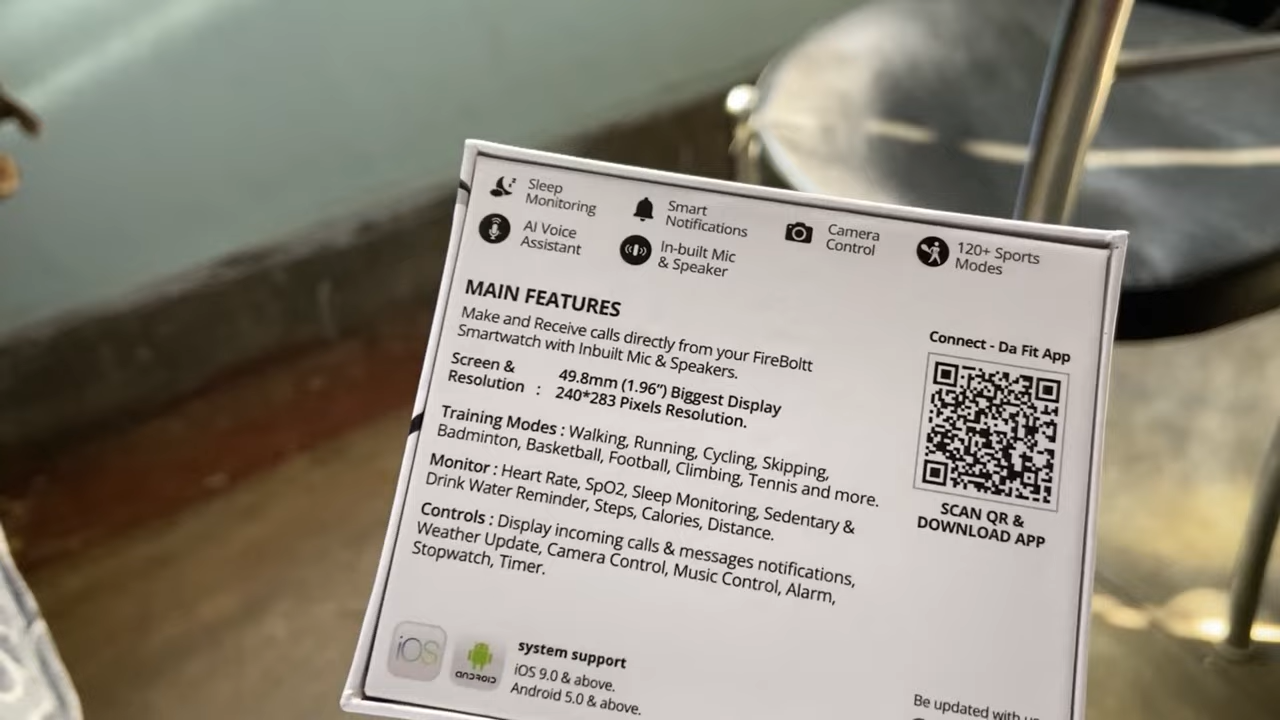 Sleep
Monitoring
Smart
Notifications
Camera
Control
120+ Sports
Modes
AI Voice
Assistant
In-built Mic
& Speaker
MAIN FEATURES
Make and Receive calls directly from your FireBoltt
Smartwatch with Inbuilt Mic & Speakers.
Screen &
Resolution :
49.8mm (1.96”) Biggest Display
240*283 Pixels Resolution.
Training Modes : Walking, Running, Cycling, Skipping,
Badminton, Basketball, Football, Climbing, Tennis and more.
Monitor : Heart Rate, SpO2, Sleep Monitoring, Sedentary &
Drink Water Reminder, Steps, Calories, Distance.
Controls : Display incoming calls & messages notifications,
Weather Update, Camera Control, Music Control, Alarm,
Stopwatch, Timer.
Connect - Da Fit App
SCAN QR &
DOWNLOAD APP
iOS
ANDROID
system support
iOS 9.0 & above.
Android 5.0 & above.
Be updated with